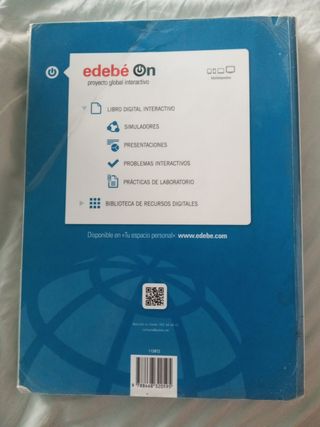 edebé On
proyecto global interactivo
Multidispositivo
LIBRO DIGITAL INTERACTIVO
SIMULADORES
PRESENTACIONES
PROBLEMAS INTERACTIVOS
PRÁCTICAS DE LABORATORIO
BIBLIOTECA DE RECURSOS DIGITALES
Disponible en «Tu espacio personal» www.edebe.com